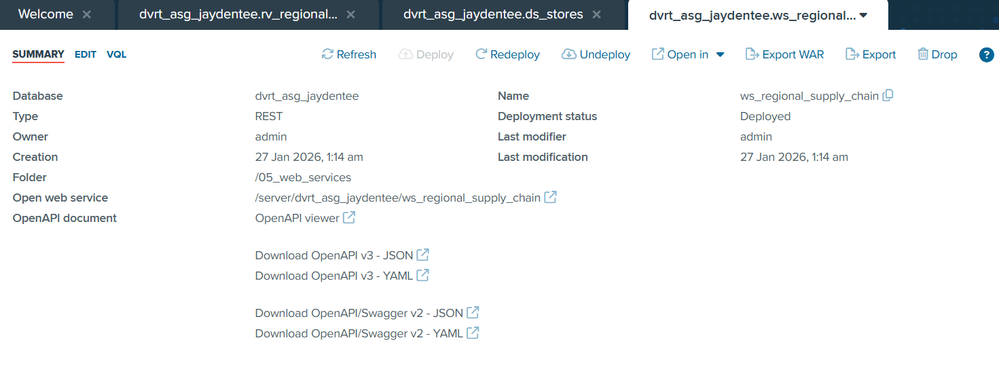 Welcome dvrt_asg_jaydentee.rv_regional... dvrt_asg_jaydentee.ds_stores dvrt_asg_jaydentee.ws_regional...
SUMMARY EDIT VQL Refresh Deploy Redeploy Undeploy Open in Export WAR Export Drop ?
Database dvrt_asg_jaydentee Name ws_regional_supply_chain
Type REST Deployment status Deployed
Owner admin Last modifier admin
Creation 27 Jan 2026, 1:14 am Last modification 27 Jan 2026, 1:14 am
Folder /05_web_services
Open web service /server/dvrt_asg_jaydentee/ws_regional_supply_chain
OpenAPI document OpenAPI viewer
Download OpenAPI v3 - JSON
Download OpenAPI v3 - YAML
Download OpenAPI/Swagger v2 - JSON
Download OpenAPI/Swagger v2 - YAML